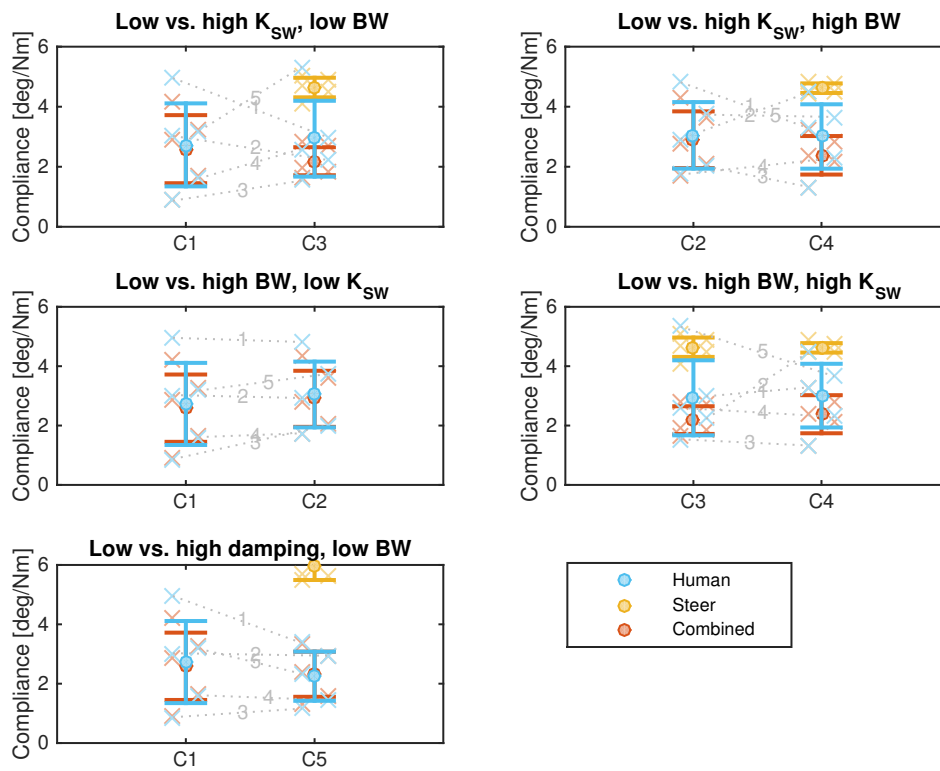 Low vs. high K_SW, low BW
Compliance [deg/Nm]
6
4
2
0
5
1
2
4
3
C1
C3
Low vs. high K_SW, high BW
Compliance [deg/Nm]
6
4
2
0
1
2
5
4
3
C2
C4
Low vs. high BW, low K_SW
Compliance [deg/Nm]
6
4
2
0
1
5
2
4
3
C1
C2
Low vs. high BW, high K_SW
Compliance [deg/Nm]
6
4
2
0
5
2
1
4
3
C3
C4
Low vs. high damping, low BW
Compliance [deg/Nm]
6
4
2
0
1
2
5
4
3
C1
C5
Human
Steer
Combined